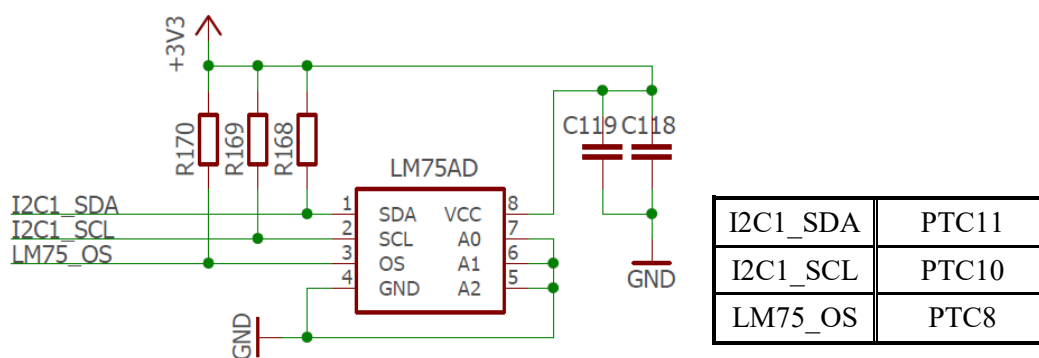 +3V3
R170
R169
R168
C119
C118
LM75AD
I2C1_SDA
I2C1_SCL
LM75_OS
1 SDA VCC 8
2 SCL A0 7
3 OS A1 6
4 GND A2 5
GND
GND
I2C1_SDA PTC11
I2C1_SCL PTC10
LM75_OS PTC8